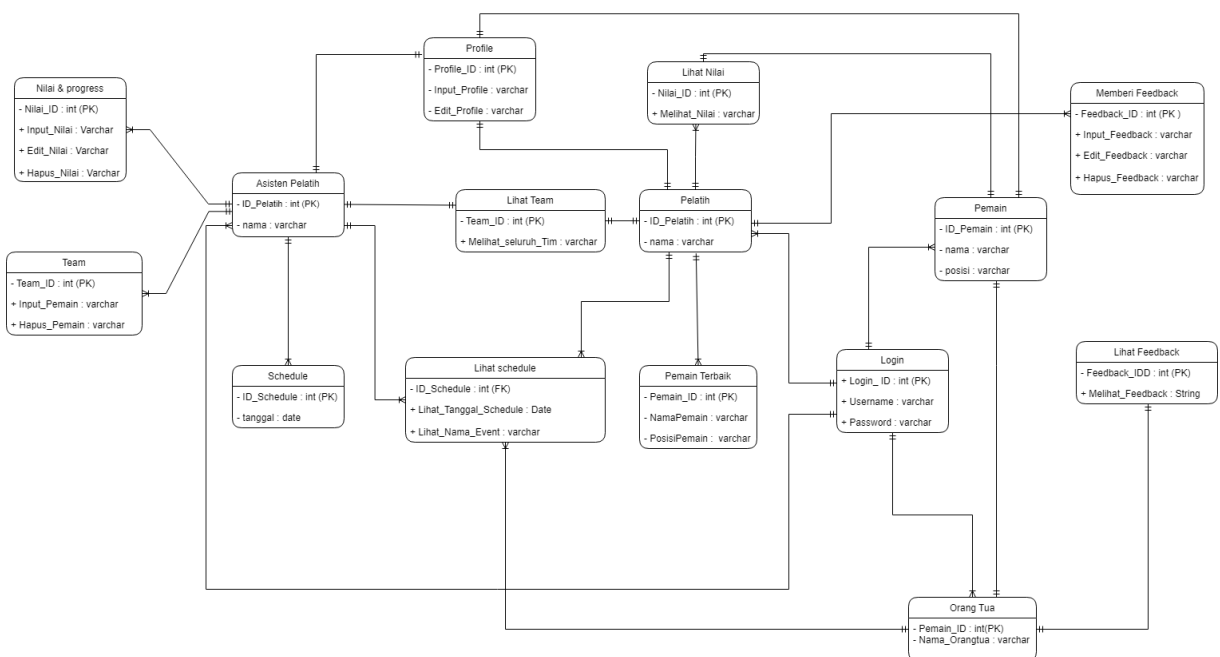 Profile
- Profile_ID : int (PK)
- Input_Profile : varchar
- Edit_Profile : varchar
Lihat Nilai
- Nilai_ID : int (PK)
+ Melihat_Nilai : varchar
Nilai & progress
- Nilai_ID : int (PK)
+ Input_Nilai : Varchar
+ Edit_Nilai : Varchar
+ Hapus_Nilai : Varchar
Memberi Feedback
- Feedback_ID : int (PK )
+ Input_Feedback : varchar
+ Edit_Feedback : varchar
+ Hapus_Feedback : varchar
Asisten Pelatih
- ID_Pelatih : int (PK)
- nama : varchar
Lihat Team
- Team_ID : int (PK)
+ Melihat_seluruh_Tim : varchar
Pelatih
- ID_Pelatih : int (PK)
- nama : varchar
Pemain
- ID_Pemain : int (PK)
- nama : varchar
- posisi : varchar
Team
- Team_ID : int (PK)
+ Input_Pemain : varchar
+ Hapus_Pemain : varchar
Schedule
- ID_Schedule : int (PK)
- tanggal : date
Lihat schedule
- ID_Schedule : int (FK)
+ Lihat_Tanggal_Schedule : Date
+ Lihat_Nama_Event : varchar
Pemain Terbaik
- Pemain_ID : int (PK)
- NamaPemain : varchar
- PosisiPemain : varchar
Login
+ Login_ ID : int (PK)
+ Username : varchar
+ Password : varchar
Lihat Feedback
- Feedback_IDD : int (PK)
+ Melihat_Feedback : String
Orang Tua
- Pemain_ID : int(PK)
- Nama_Orangtua : varchar